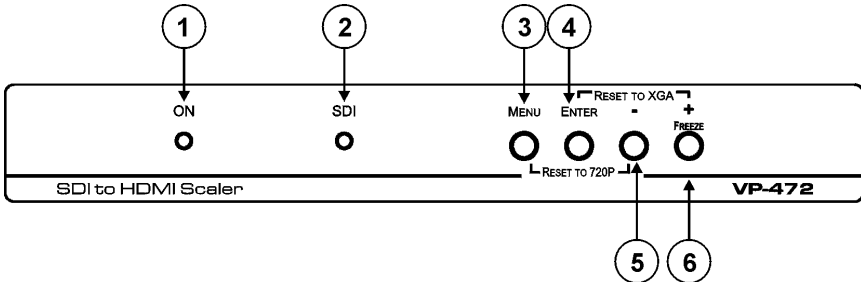 1 2 3 4
RESET TO XGA
ON SDI MENU ENTER - +
FREEZE
RESET TO 720P
SDI to HDMI Scaler VP-472
5 6